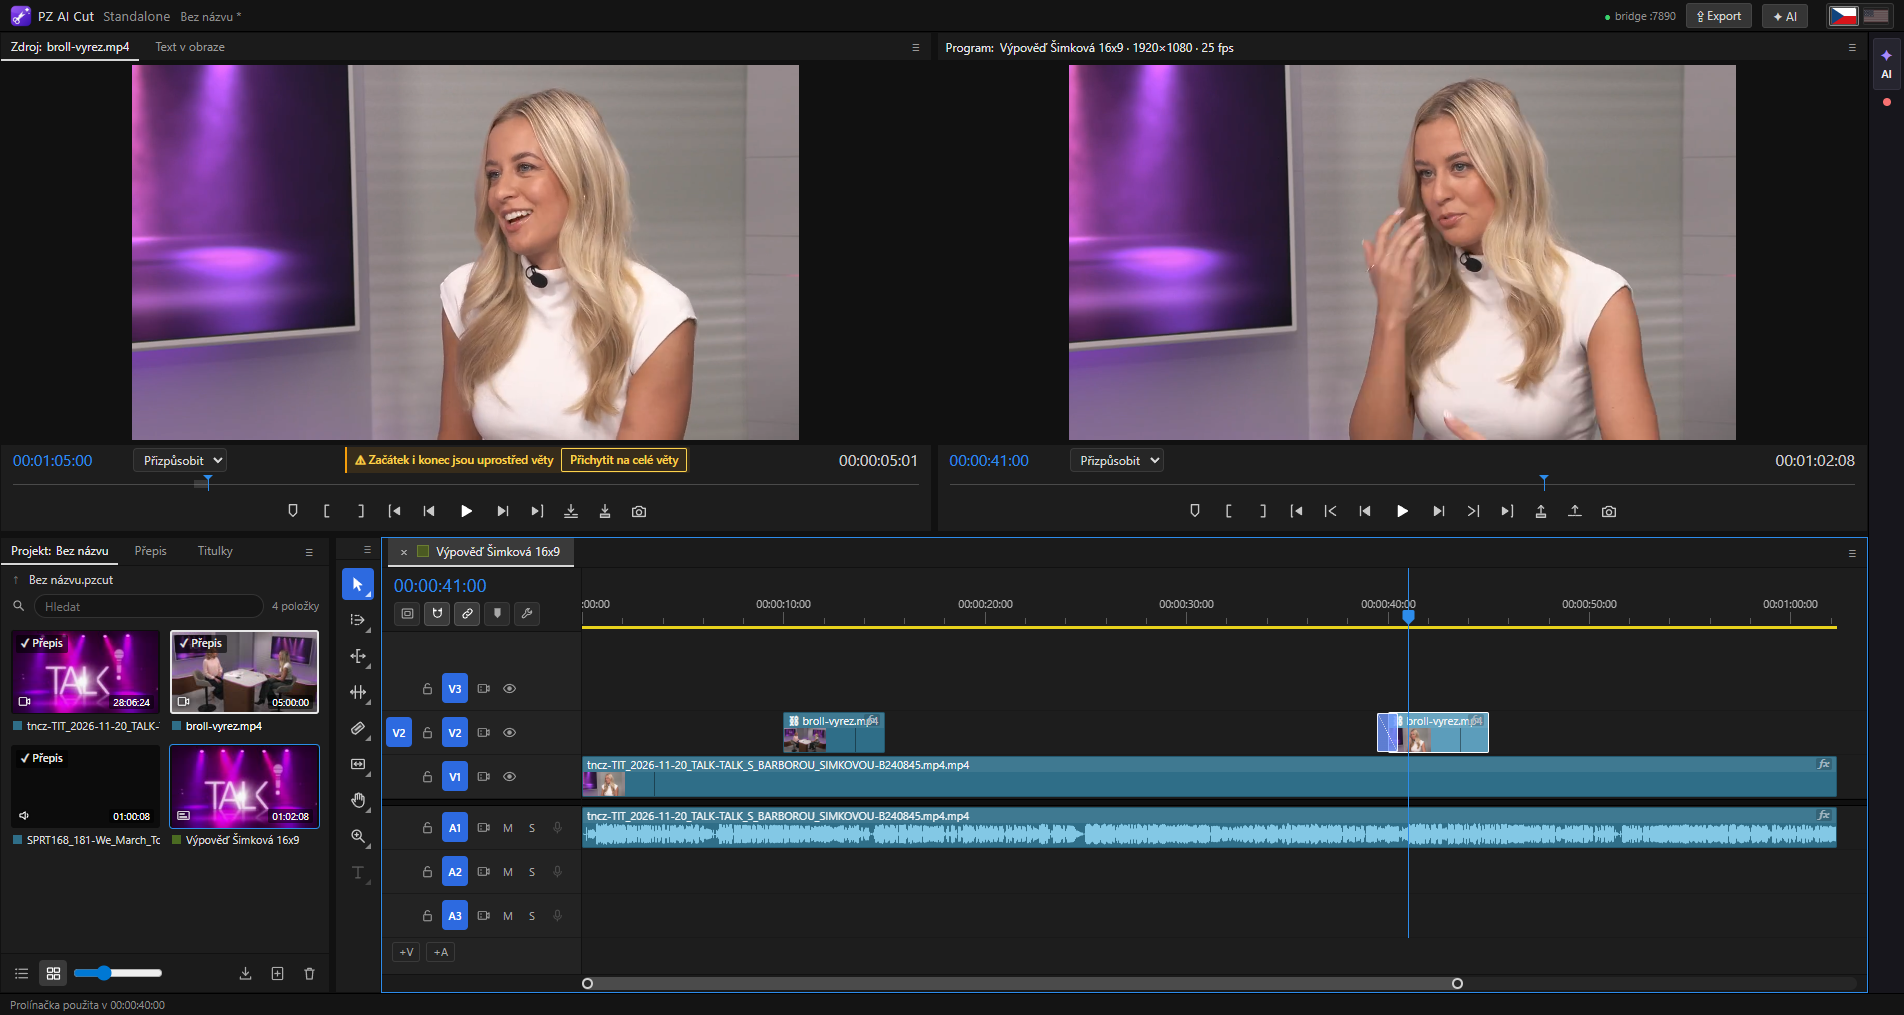 PZ AI Cut Standalone Bez názvu *
bridge :7890 Export AI
Zdroj: broll-vyrez.mp4 Text v obraze
Program: Výpověď Šimková 16x9 · 1920×1080 · 25 fps
AI
00:01:05:00 Přizpůsobit Začátek i konec jsou uprostřed věty Přichytit na celé věty 00:00:05:01
00:00:41:00 Přizpůsobit 00:01:02:08
Projekt: Bez názvu Přepis Titulky
Bez názvu.pzcut
Hledat 4 položky
Přepis
TALK
28:06:24
tncz-TIT_2026-11-20_TALK-
Přepis
05:00:00
broll-vyrez.mp4
Přepis
01:00:08
SPRT168_181-We_March_To
TALK
01:02:08
Výpověď Šimková 16x9
× Výpověď Šimková 16x9
00:00:41:00
:00:00 00:00:10:00 00:00:20:00 00:00:30:00 00:00:40:00 00:00:50:00 00:01:00:00
V3
V2 V2 broll-vyrez.mp4 broll-vyrez.mp4
V1 tncz-TIT_2026-11-20_TALK-TALK_S_BARBOROU_SIMKOVOU-B240845.mp4.mp4 fx
A1 M S tncz-TIT_2026-11-20_TALK-TALK_S_BARBOROU_SIMKOVOU-B240845.mp4.mp4 fx
A2 M S
A3 M S
+V +A
Prolínačka použita v 00:00:40:00